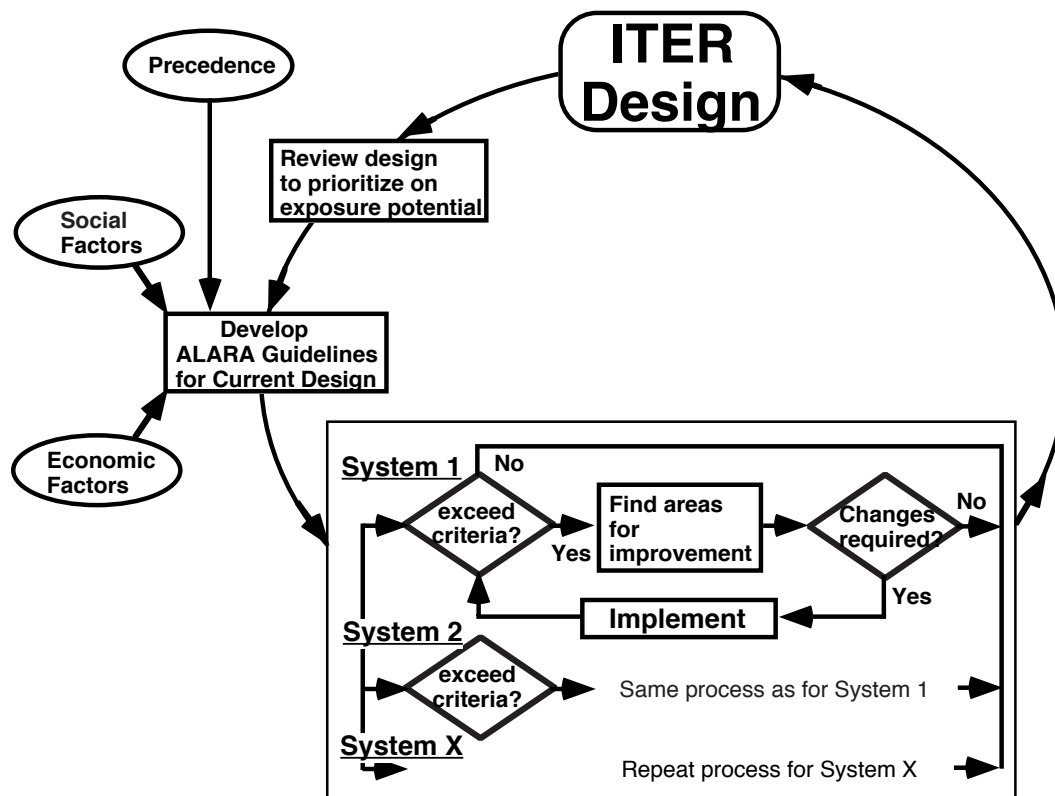 ITER
Design
Precedence
Review design
to prioritize on
exposure potential
Social
Factors
Develop
ALARA Guidelines
for Current Design
Economic
Factors
System 1
No
exceed
criteria?
Yes
Find areas
for
improvement
Changes
required?
No
Yes
Implement
System 2
exceed
criteria?
Same process as for System 1
System X
Repeat process for System X